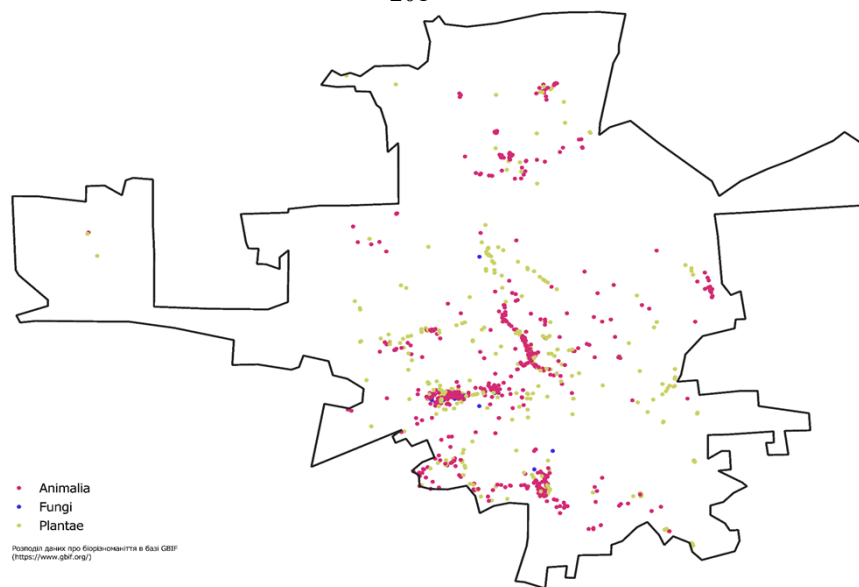 Animalia
Fungi
Plantae
Розподіл даних про біорізноманіття в базі GBIF
(https://www.gbif.org/)